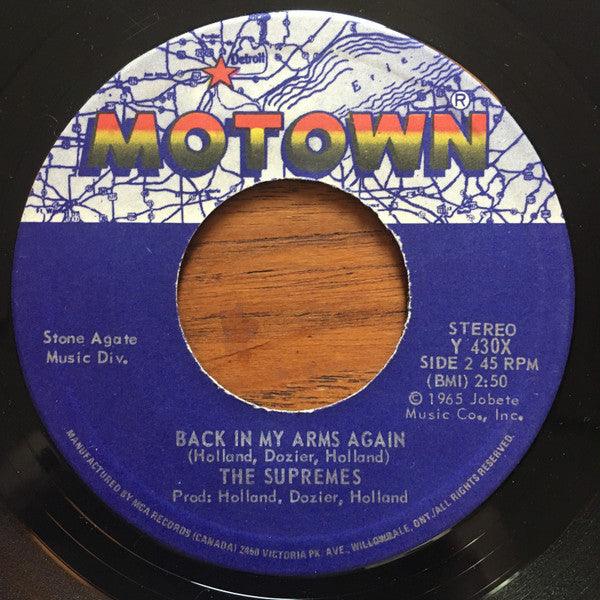 Detroit
Erie
MOTOWN®
Stone Agate
Music Div.
STEREO
Y 430X
SIDE 2 45 RPM
(BMI) 2:50
© 1965 Jobete
Music Co., Inc.
BACK IN MY ARMS AGAIN
(Holland, Dozier, Holland)
THE SUPREMES
Prod: Holland, Dozier, Holland
MANUFACTURED BY MCA RECORDS (CANADA) 2450 VICTORIA PK. AVE., WILLOWDALE, ONT./ALL RIGHTS RESERVED.